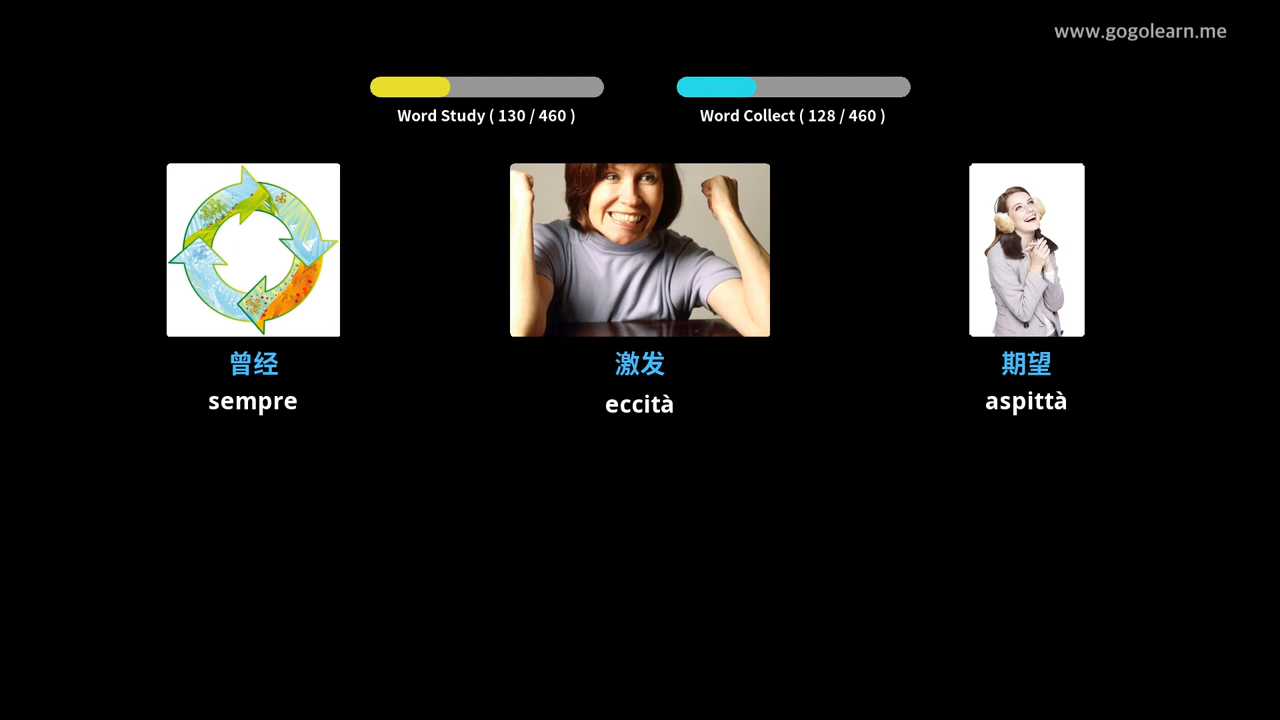 www.gogolearn.me
Word Study ( 130 / 460 )
Word Collect ( 128 / 460 )
曾经
激发
期望
sempre
eccità
aspittà